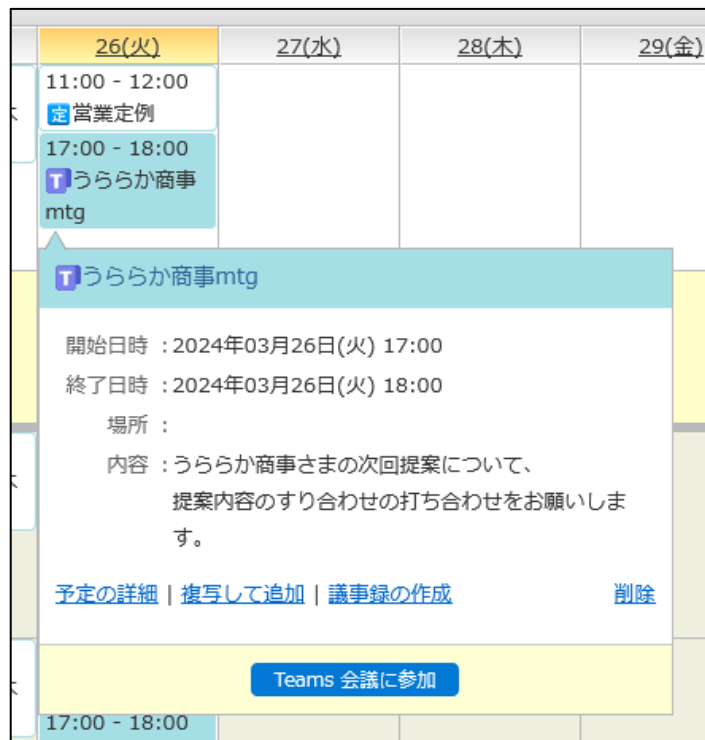 26(火) 27(水) 28(木) 29(金)
11:00 - 12:00
定 営業定例
17:00 - 18:00
T うららか商事
mtg
T うららか商事mtg
開始日時 : 2024年03月26日(火) 17:00
終了日時 : 2024年03月26日(火) 18:00
場所 :
内容 : うららか商事さまの次回提案について、
提案内容のすり合わせの打ち合わせをお願いしま
す。
予定の詳細 | 複写して追加 | 議事録の作成 削除
Teams 会議に参加
17:00 - 18:00